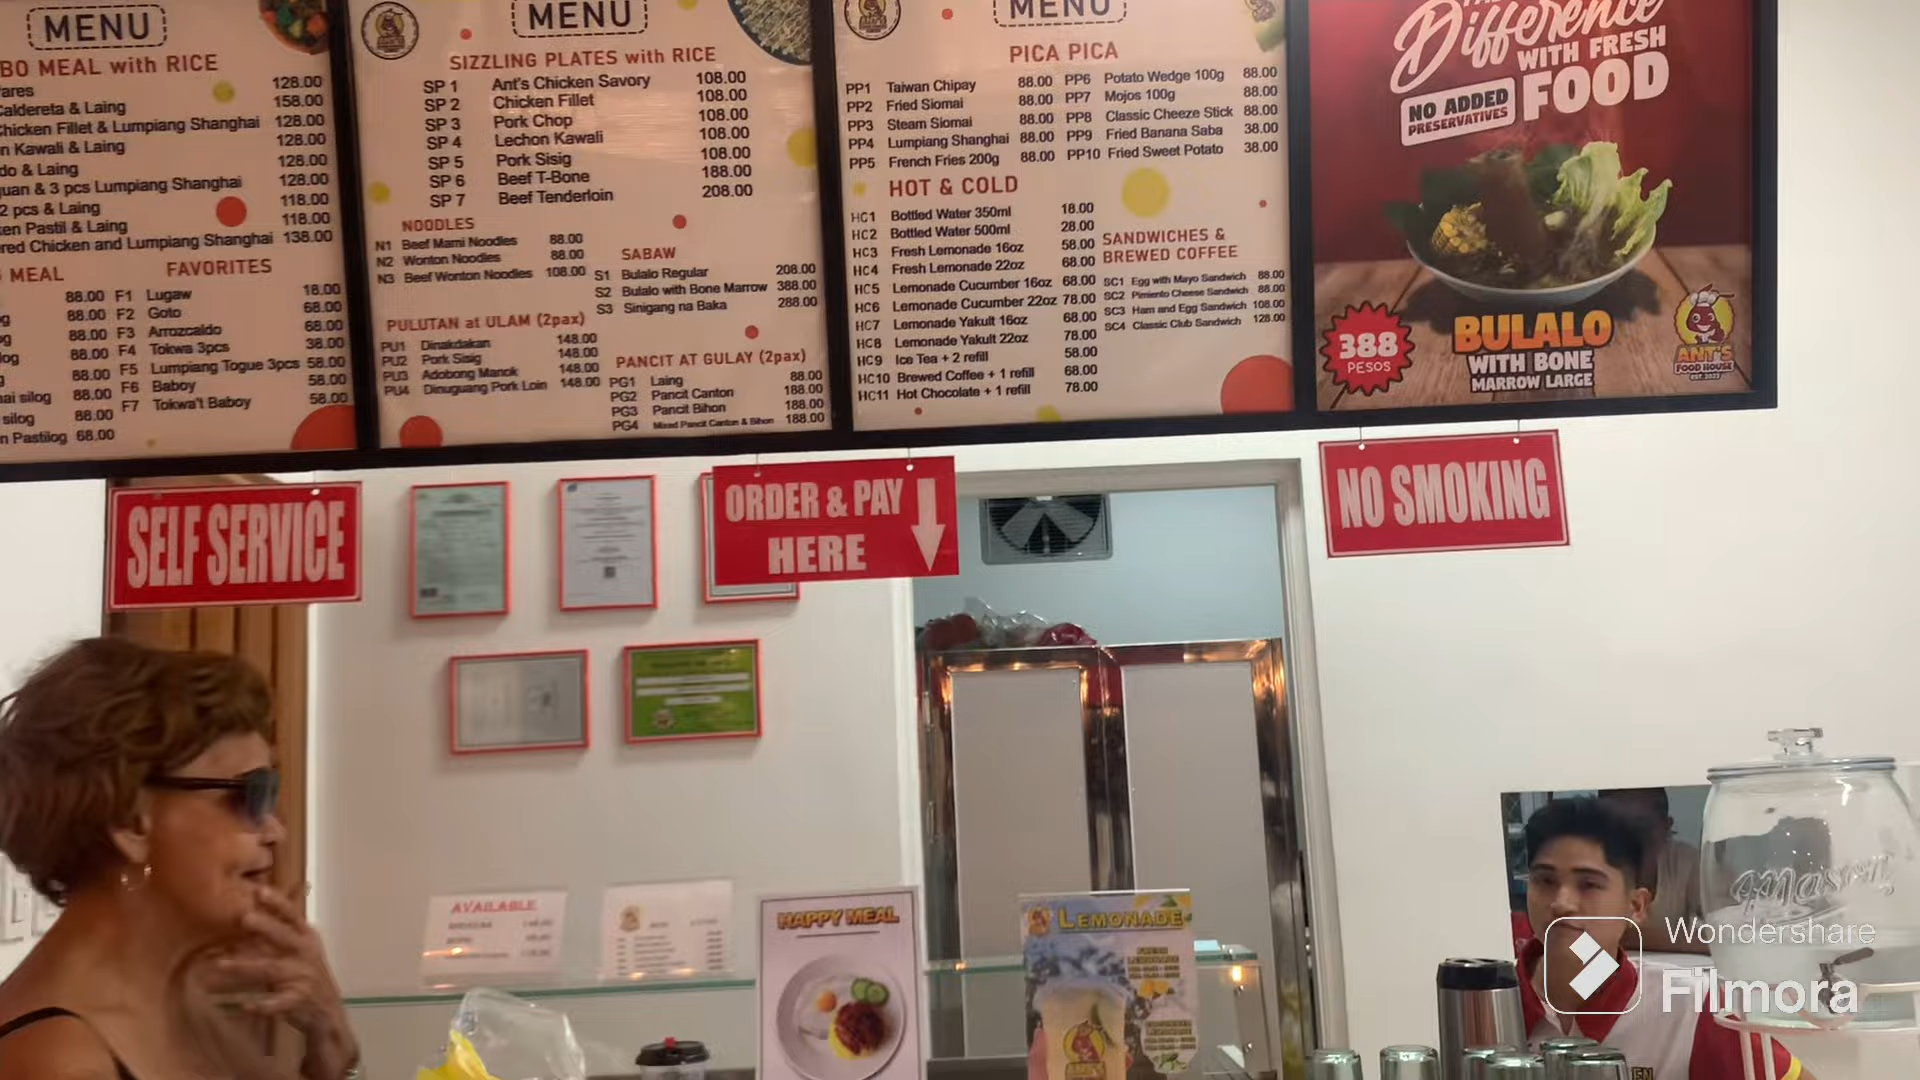 MENU
BO MEAL with RICE
ares 128.00
Caldereta & Laing 158.00
hicken Fillet & Lumpiang Shanghai 128.00
n Kawali & Laing 128.00
do & Laing 128.00
uan & 3 pcs Lumpiang Shanghai 128.00
2 pcs & Laing 118.00
en Pastil & Laing 118.00
red Chicken and Lumpiang Shanghai 138.00
MEAL
88.00
g 88.00
log 88.00
g 88.00
ai silog 88.00
silog 88.00
n Pastilog 68.00
FAVORITES
F1 Lugaw 18.00
F2 Goto 68.00
F3 Arrozcaldo 68.00
F4 Tokwa 3pcs 38.00
F5 Lumpiang Togue 3pcs 58.00
F6 Baboy 58.00
F7 Tokwa't Baboy 58.00
MENU
SIZZLING PLATES with RICE
SP 1 Ant's Chicken Savory 108.00
SP 2 Chicken Fillet 108.00
SP 3 Pork Chop 108.00
SP 4 Lechon Kawali 108.00
SP 5 Pork Sisig 108.00
SP 6 Beef T-Bone 188.00
SP 7 Beef Tenderloin 208.00
NOODLES
N1 Beef Mami Noodles 88.00
N2 Wonton Noodles 88.00
N3 Beef Wonton Noodles 108.00
SABAW
S1 Bulalo Regular 208.00
S2 Bulalo with Bone Marrow 388.00
S3 Sinigang na Baka 288.00
PULUTAN at ULAM (2pax)
PU1 Dinakdakan 148.00
PU2 Pork Sisig 148.00
PU3 Adobong Manok 148.00
PU4 Dinuguang Pork Loin 148.00
PANCIT AT GULAY (2pax)
PG1 Laing 88.00
PG2 Pancit Canton 188.00
PG3 Pancit Bihon 188.00
PG4 Mixed Pancit Canton & Bihon 188.00
MENU
PICA PICA
PP1 Taiwan Chipay 88.00
PP2 Fried Siomai 88.00
PP3 Steam Siomai 88.00
PP4 Lumpiang Shanghai 88.00
PP5 French Fries 200g 88.00
PP6 Potato Wedge 100g 88.00
PP7 Mojos 100g 88.00
PP8 Classic Cheeze Stick 88.00
PP9 Fried Banana Saba 38.00
PP10 Fried Sweet Potato 38.00
HOT & COLD
HC1 Bottled Water 350ml 18.00
HC2 Bottled Water 500ml 28.00
HC3 Fresh Lemonade 16oz 58.00
HC4 Fresh Lemonade 22oz 68.00
HC5 Lemonade Cucumber 16oz 68.00
HC6 Lemonade Cucumber 22oz 78.00
HC7 Lemonade Yakult 16oz 68.00
HC8 Lemonade Yakult 22oz 78.00
HC9 Ice Tea + 2 refill 58.00
HC10 Brewed Coffee + 1 refill 68.00
HC11 Hot Chocolate + 1 refill 78.00
SANDWICHES &
BREWED COFFEE
SC1 Egg with Mayo Sandwich 88.00
SC2 Pimiento Cheese Sandwich 88.00
SC3 Ham and Egg Sandwich 108.00
SC4 Classic Club Sandwich 128.00
Difference
WITH FRESH
FOOD
NO ADDED
PRESERVATIVES
388
PESOS
BULALO
WITH BONE
MARROW LARGE
ANT'S
FOOD HOUSE
SELF SERVICE
ORDER & PAY
HERE
NO SMOKING
AVAILABLE
HAPPY MEAL
LEMONADE
Mason
Wondershare
Filmora